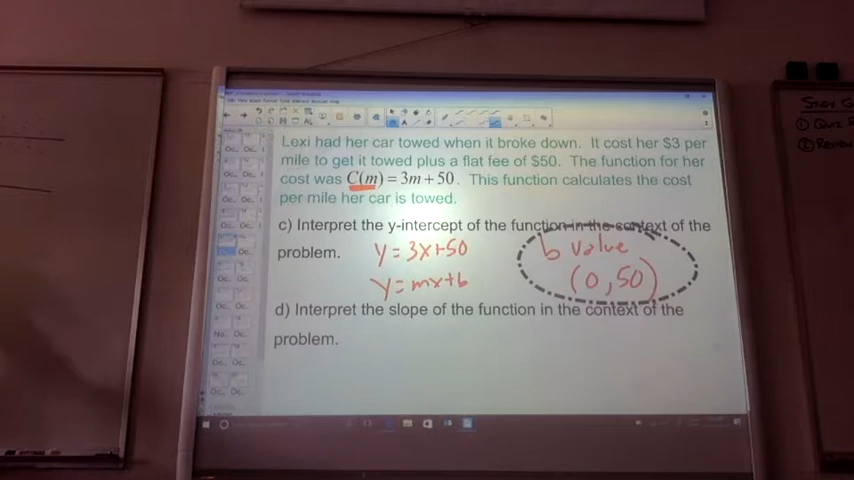 Lexi had her car towed when it broke down. It cost her $3 per
mile to get it towed plus a flat fee of $50. The function for her
cost was C(m) = 3m + 50. This function calculates the cost
per mile her car is towed.
c) Interpret the y-intercept of the function in the context of the
problem.
y = 3x+50
b value
y = mx+b
(0, 50)
d) Interpret the slope of the function in the context of the
problem.